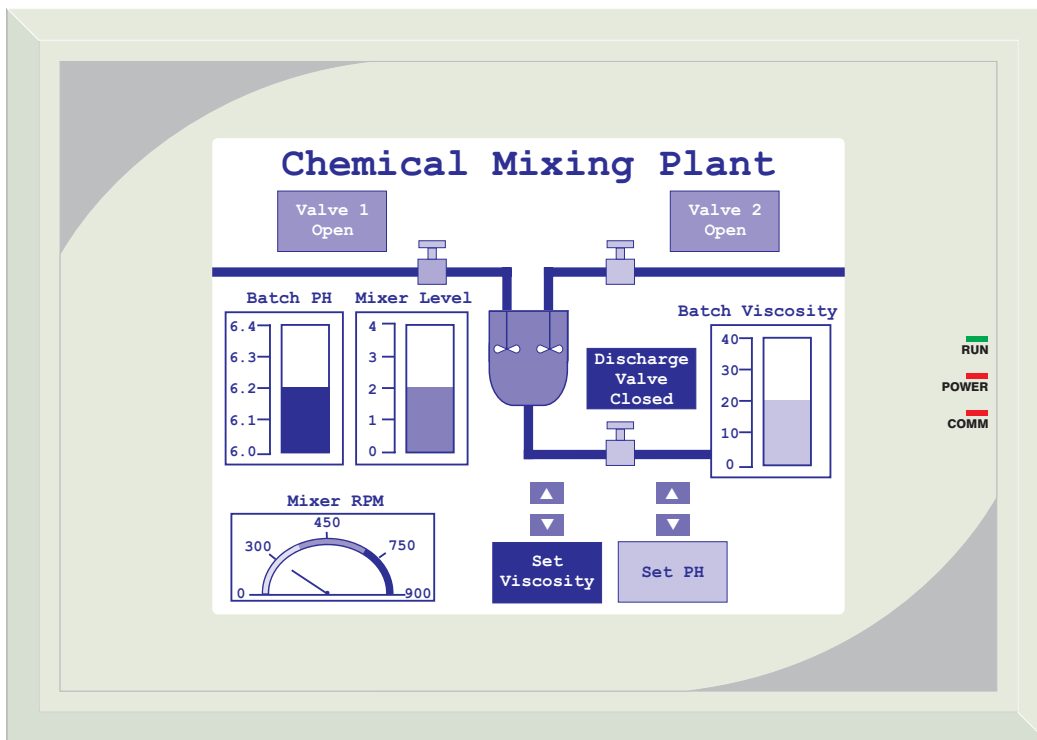 Chemical Mixing Plant
Valve 1
Open
Valve 2
Open
Batch PH
6.4
6.3
6.2
6.1
6.0
Mixer Level
4
3
2
1
0
Discharge
Valve
Closed
Batch Viscosity
40
30
20
10
0
RUN
POWER
COMM
Mixer RPM
0
300
450
750
900
Set
Viscosity
Set PH